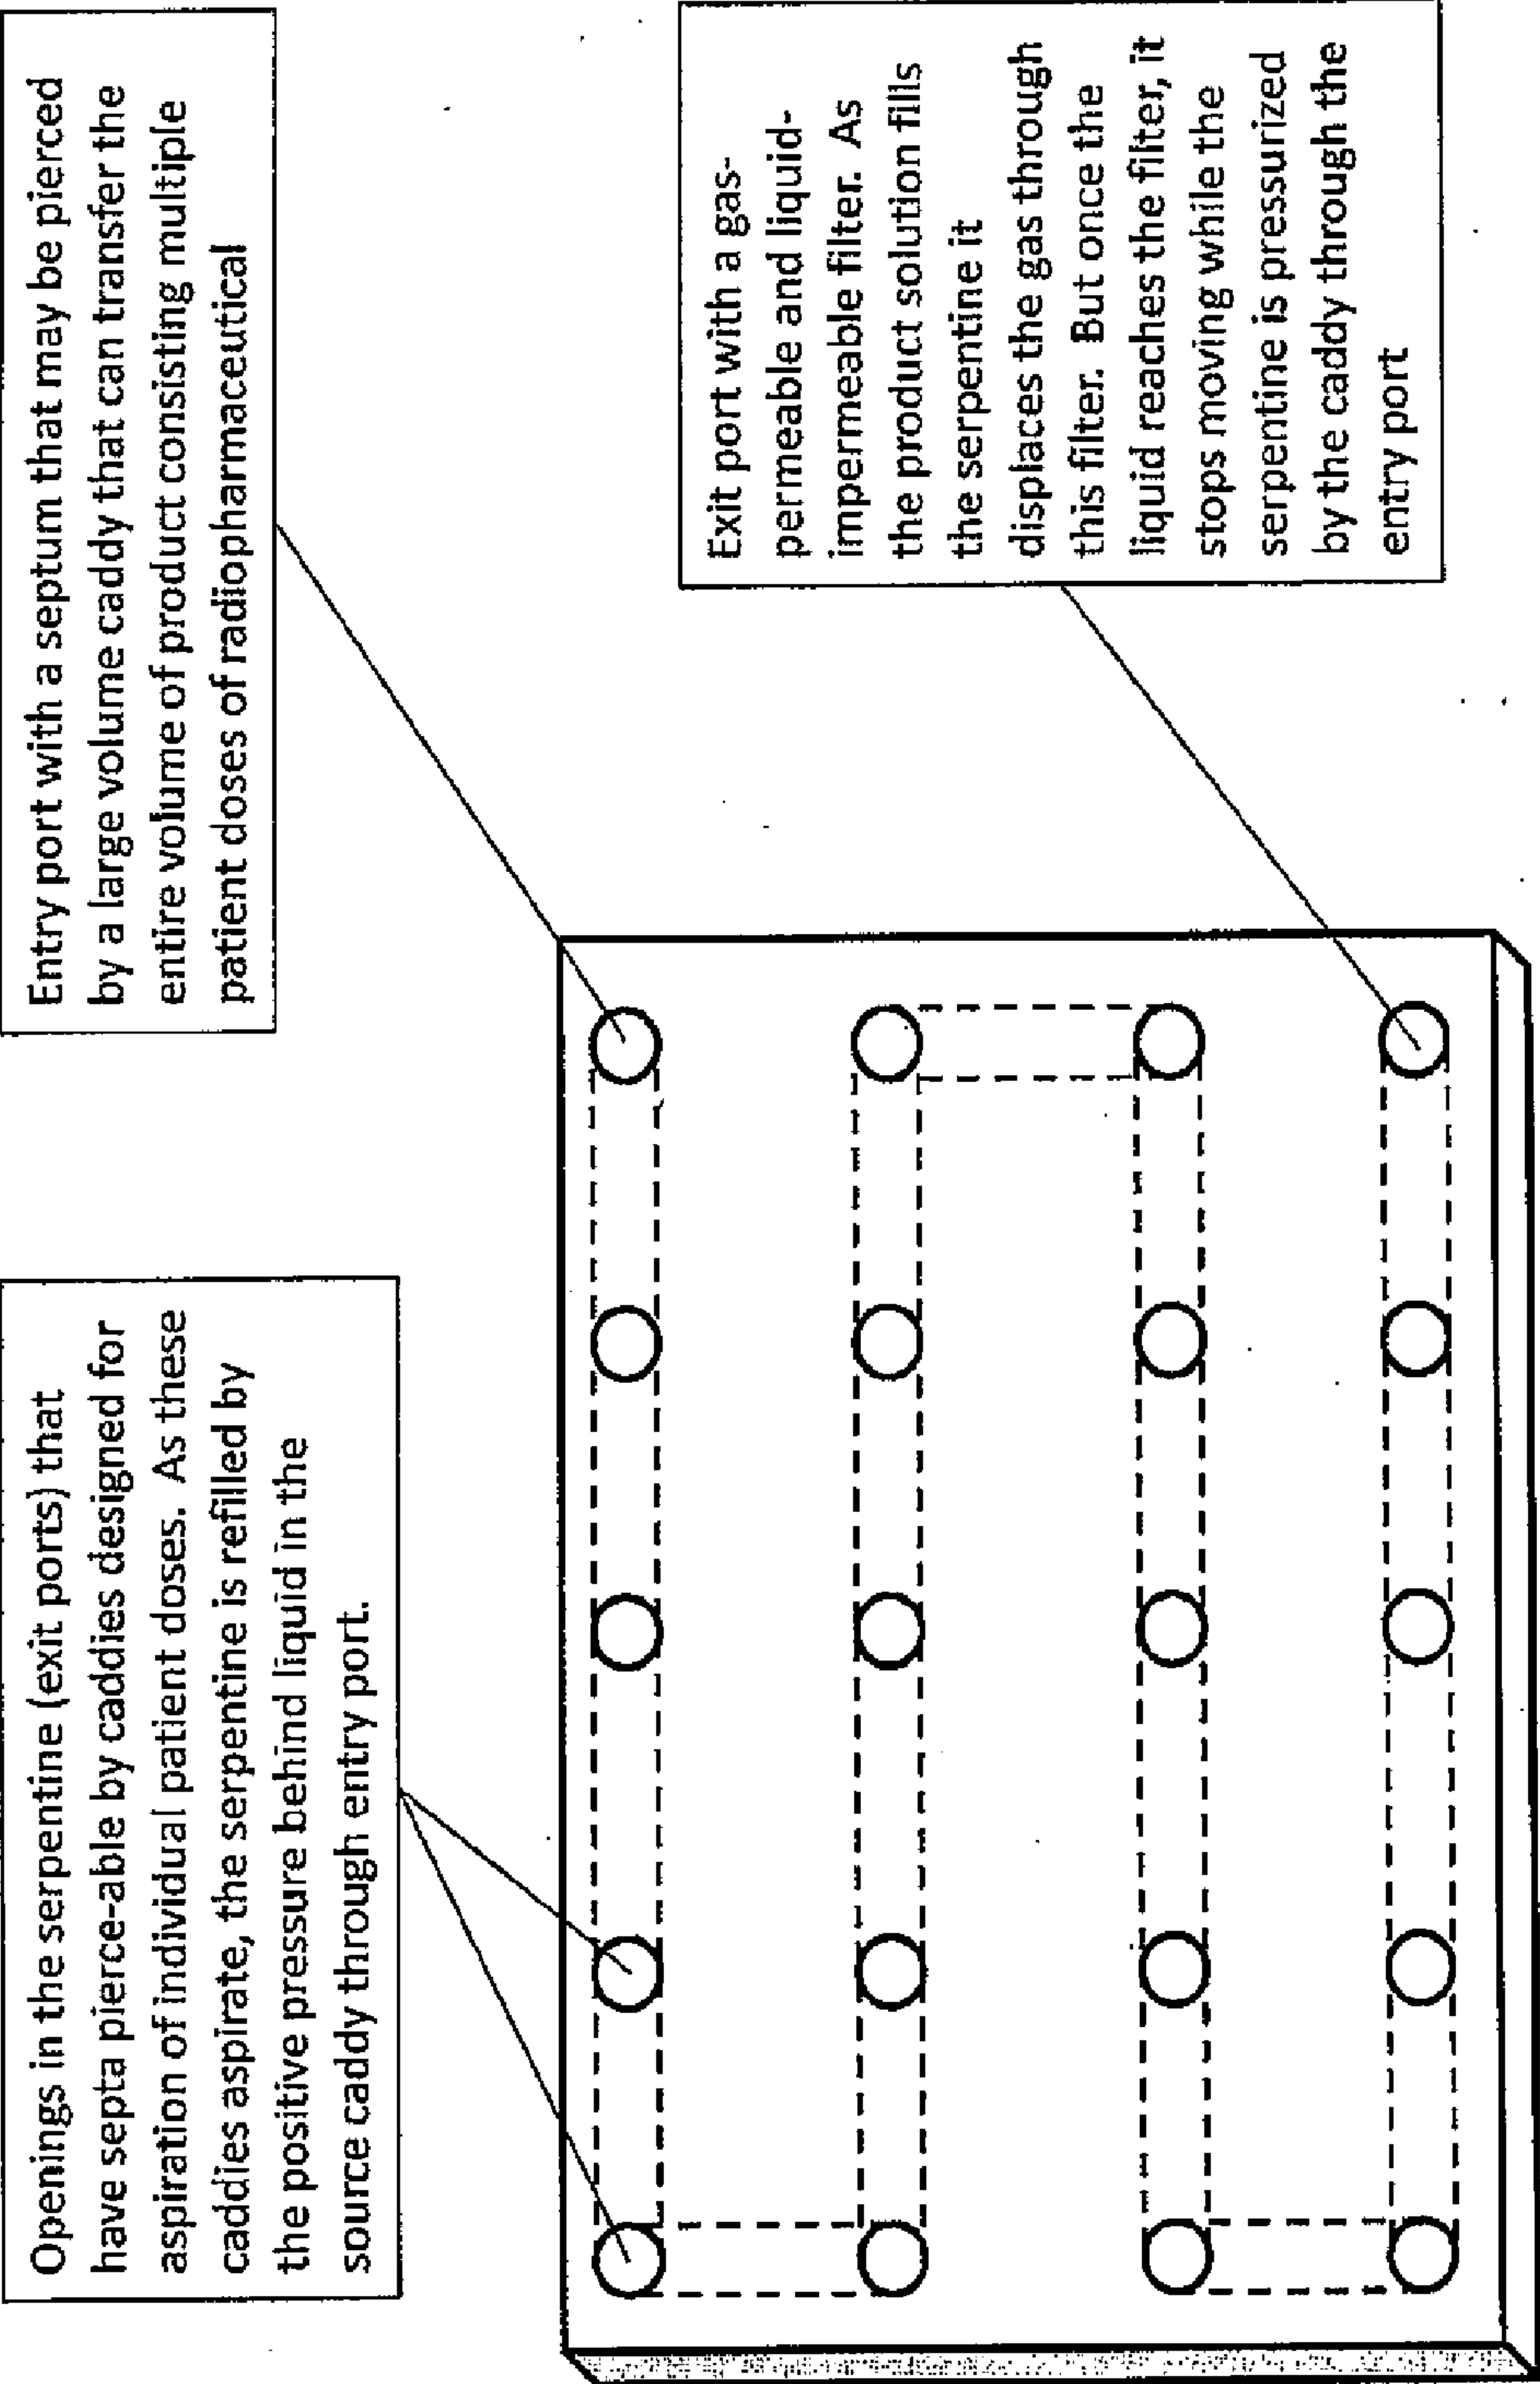 Openings in the serpentine (exit ports) that
have septa pierce-able by caddies designed for
aspiration of individual patient doses. As these
caddies aspirate, the serpentine is refilled by
the positive pressure behind liquid in the
source caddy through entry port.
Entry port with a septum that may be pierced
by a large volume caddy that can transfer the
entire volume of product consisting multiple
patient doses of radiopharmaceutical
Exit port with a gas-
permeable and liquid-
impermeable filter. As
the product solution fills
the serpentine it
displaces the gas through
this filter. But once the
liquid reaches the filter, it
stops moving while the
serpentine is pressurized
by the caddy through the
entry port